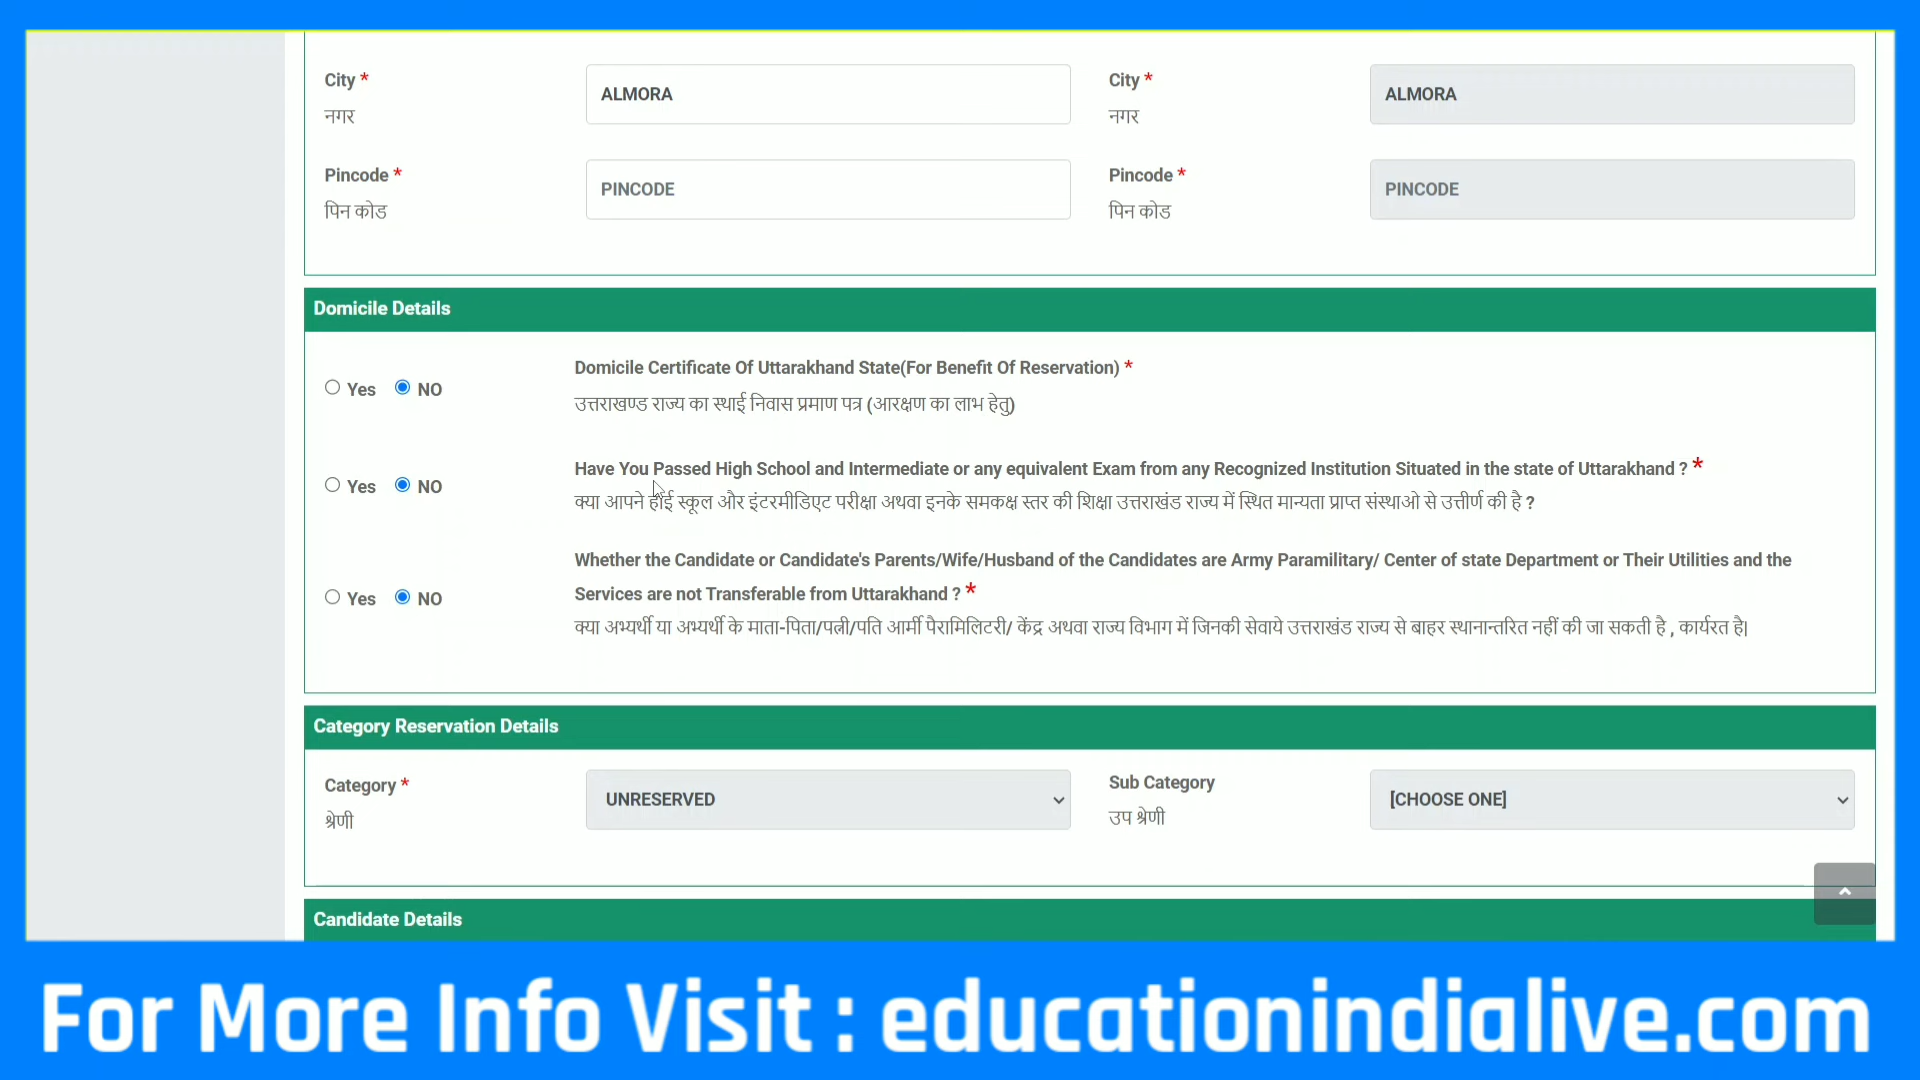 City *
नगर
ALMORA
City *
नगर
ALMORA
Pincode *
पिन कोड
PINCODE
Pincode *
पिन कोड
PINCODE
Domicile Details
Yes NO
Domicile Certificate Of Uttarakhand State(For Benefit Of Reservation) *
उत्तराखण्ड राज्य का स्थाई निवास प्रमाण पत्र (आरक्षण का लाभ हेतु)
Yes NO
Have You Passed High School and Intermediate or any equivalent Exam from any Recognized Institution Situated in the state of Uttarakhand ? *
क्या आपने हाई स्कूल और इंटरमीडिएट परीक्षा अथवा इनके समकक्ष स्तर की शिक्षा उत्तराखंड राज्य में स्थित मान्यता प्राप्त संस्थाओ से उत्तीर्ण की है ?
Yes NO
Whether the Candidate or Candidate's Parents/Wife/Husband of the Candidates are Army Paramilitary/ Center of state Department or Their Utilities and the
Services are not Transferable from Uttarakhand ? *
क्या अभ्यर्थी या अभ्यर्थी के माता-पिता/पत्नी/पति आर्मी पैरामिलिटरी/ केंद्र अथवा राज्य विभाग में जिनकी सेवाये उत्तराखंड राज्य से बाहर स्थानान्तरित नहीं की जा सकती है , कार्यरत है|
Category Reservation Details
Category *
श्रेणी
UNRESERVED
Sub Category
उप श्रेणी
[CHOOSE ONE]
Candidate Details
For More Info Visit : educationindialive.com